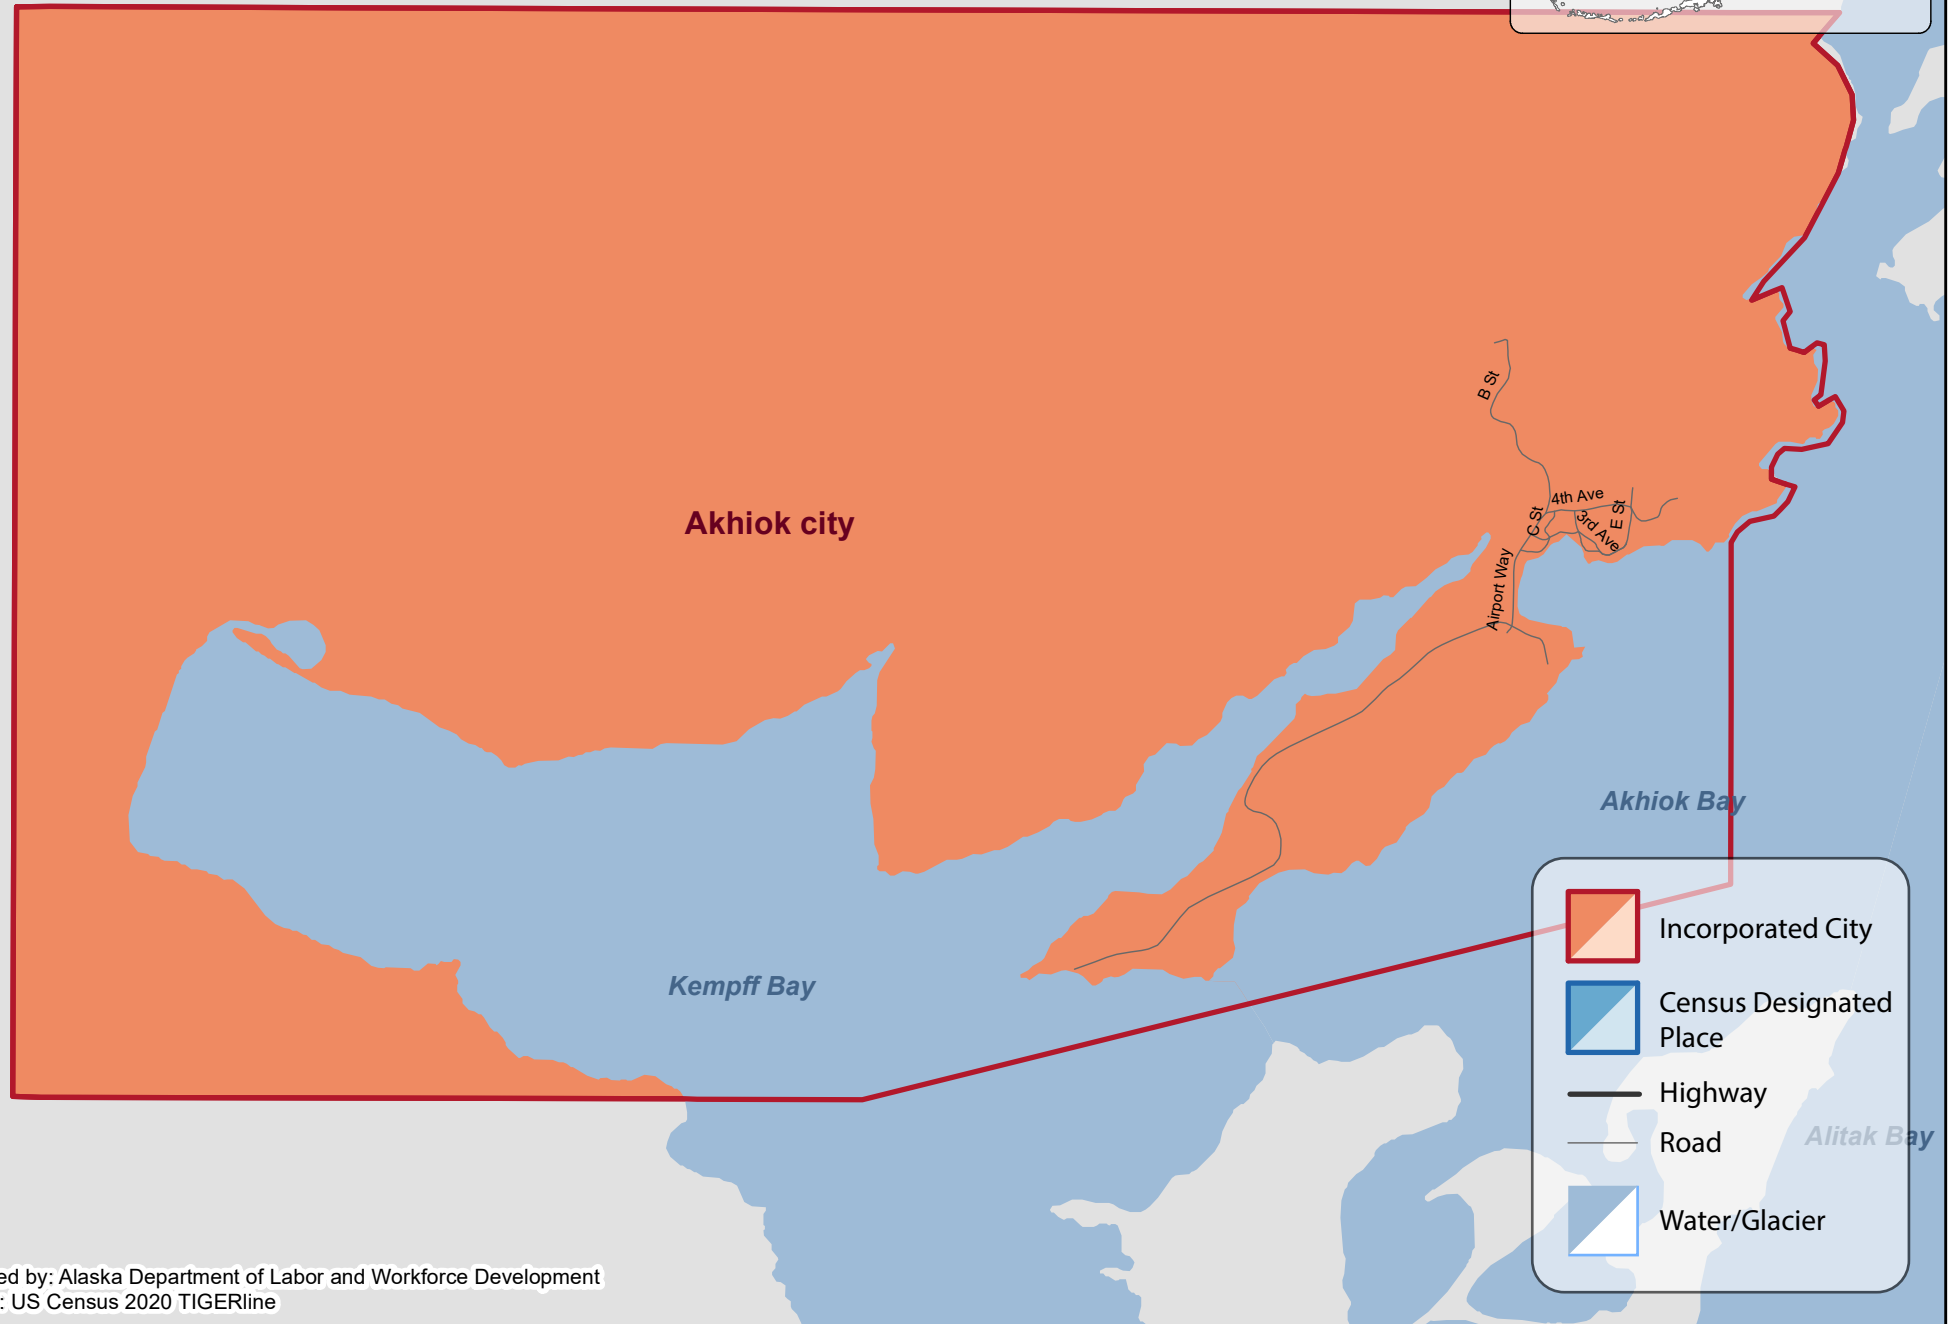 B St
4th Ave
C St
3rd Ave
E St
Akhiok city
Airport Way
Akhiok Bay
Kempff Bay
Incorporated City
Census Designated
Place
Highway
Road
Alitak Bay
Water/Glacier
ed by: Alaska Department of Labor and Workforce Development
: US Census 2020 TIGERline